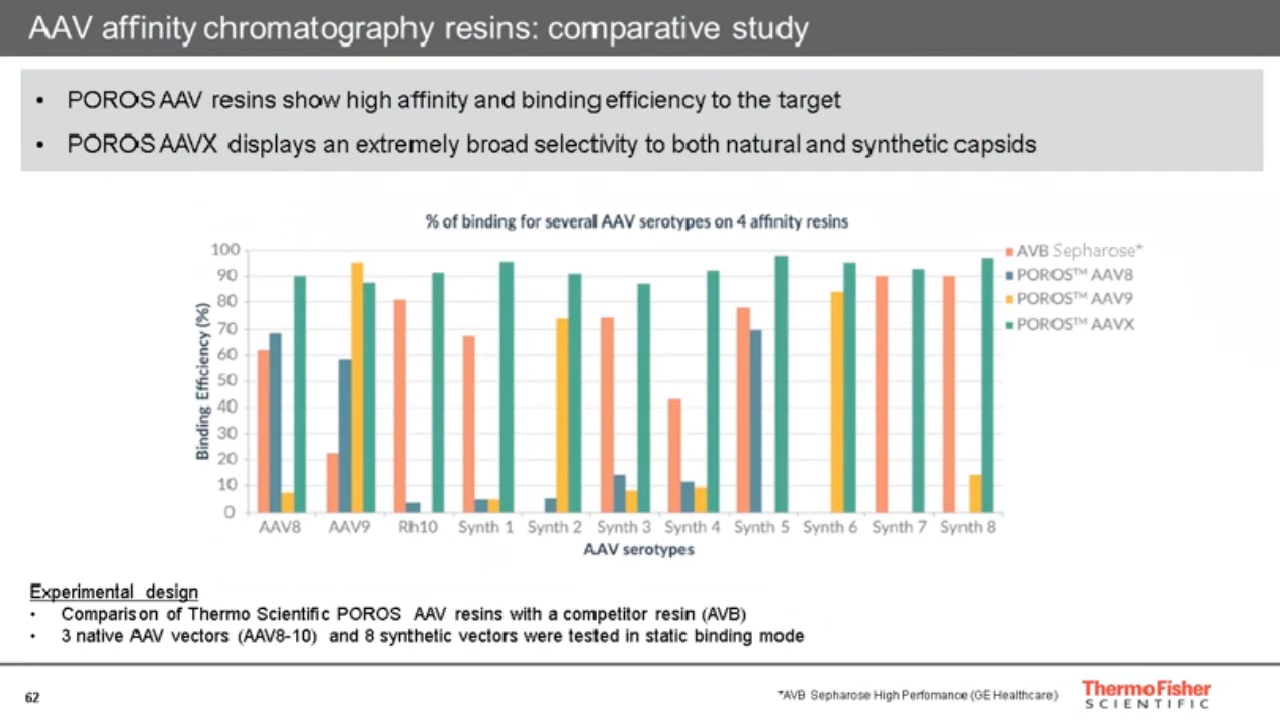 AAV affinity chromatography resins: comparative study
• POROS AAV resins show high affinity and binding efficiency to the target
• POROS AAVX displays an extremely broad selectivity to both natural and synthetic capsids
% of binding for several AAV serotypes on 4 affinity resins
Binding Efficiency (%)
100
90
80
70
60
50
40
30
20
10
0
AAV8 AAV9 Rh10 Synth 1 Synth 2 Synth 3 Synth 4 Synth 5 Synth 6 Synth 7 Synth 8
AAV serotypes
AVB Sepharose*
POROS™ AAV8
POROS™ AAV9
POROS™ AAVX
Experimental design
• Comparison of Thermo Scientific POROS AAV resins with a competitor resin (AVB)
• 3 native AAV vectors (AAV8-10) and 8 synthetic vectors were tested in static binding mode
62
*AVB Sepharose High Perfomance (GE Healthcare)
ThermoFisher
SCIENTIFIC